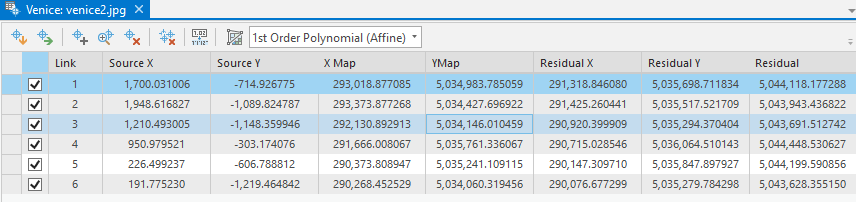 Venice: venice2.jpg
1st Order Polynomial (Affine)
Link Source X Source Y X Map YMap Residual X Residual Y Residual
1 1,700.031006 -714.926775 293,018.877085 5,034,983.785059 291,318.846080 5,035,698.711834 5,044,118.177288
2 1,948.616827 -1,089.824787 293,373.877268 5,034,427.696922 291,425.260441 5,035,517.521709 5,043,943.436822
3 1,210.493005 -1,148.359946 292,130.892913 5,034,146.010459 290,920.399909 5,035,294.370404 5,043,691.512742
4 950.979521 -303.174076 291,666.008067 5,035,761.336067 290,715.028546 5,036,064.510143 5,044,448.530627
5 226.499237 -606.788812 290,373.808947 5,035,241.109115 290,147.309710 5,035,847.897927 5,044,199.590856
6 191.775230 -1,219.464842 290,268.452529 5,034,060.319456 290,076.677299 5,035,279.784298 5,043,628.355150